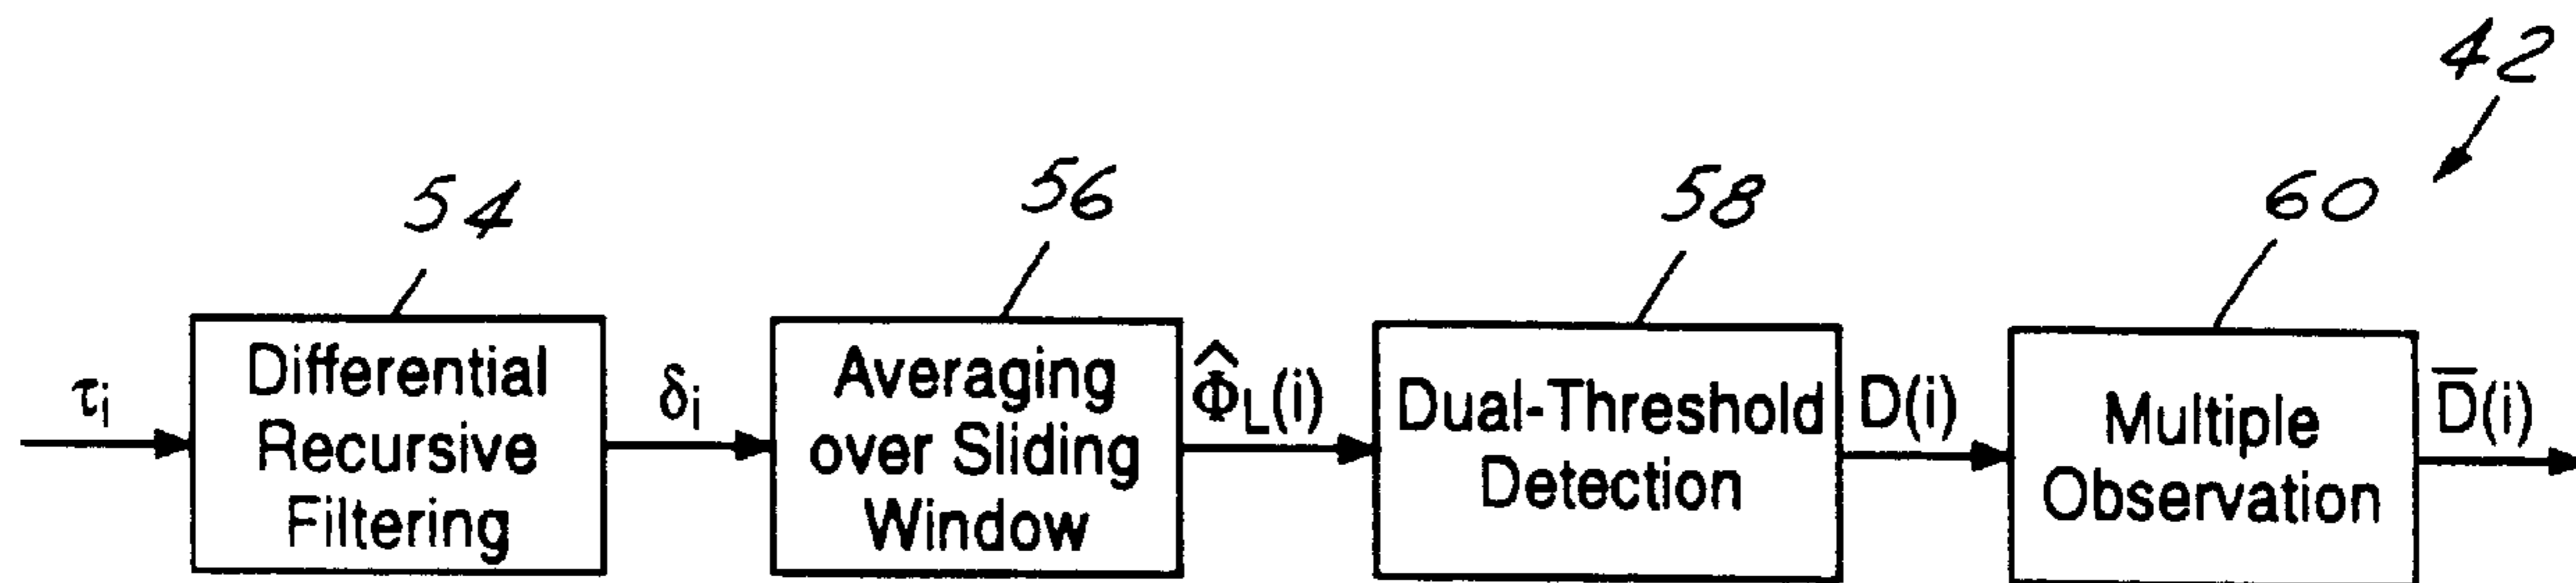 42
54
56
58
60
τi
Differential
Recursive
Filtering
δi
Averaging
over Sliding
Window
Φ̂L(i)
Dual-Threshold
Detection
D(i)
Multiple
Observation
D̅(i)